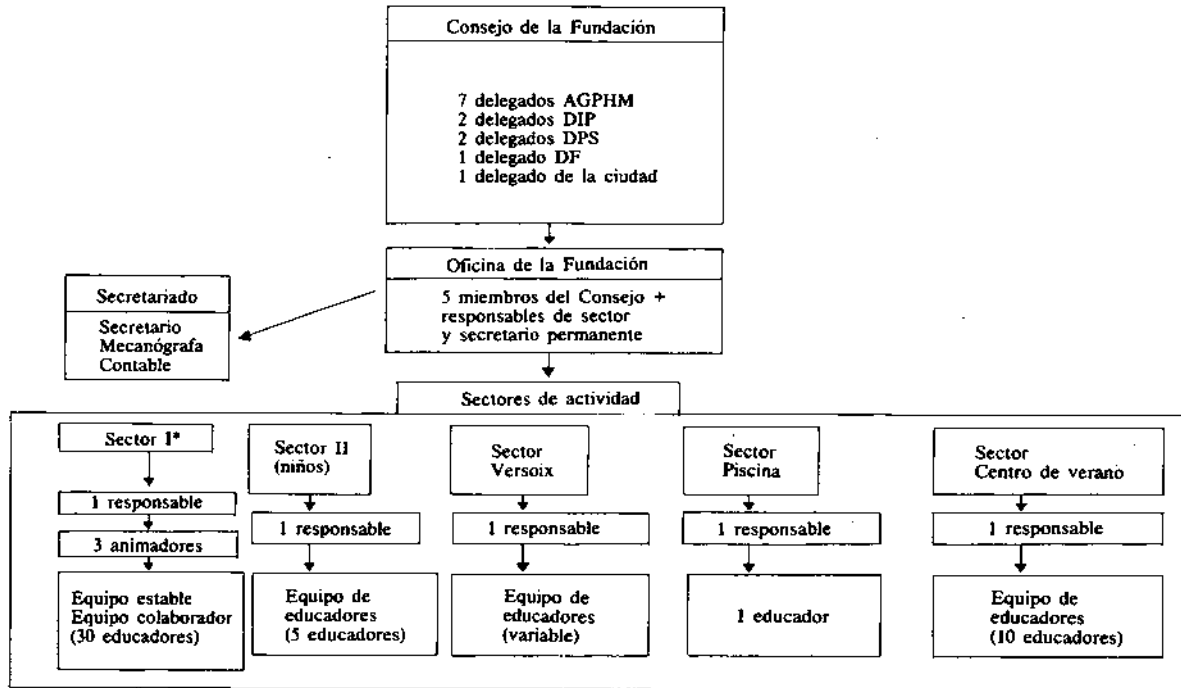 Consejo de la Fundación
7 delegados AGPHM
2 delegados DIP
2 delegados DPS
1 delegado DF
1 delegado de la ciudad
Oficina de la Fundación
5 miembros del Consejo +
responsables de sector
y secretario permanente
Secretariado
Secretario
Mecanógrafa
Contable
Sectores de actividad
Sector I*
1 responsable
3 animadores
Equipo estable
Equipo colaborador
(30 educadores)
Sector II
(niños)
1 responsable
Equipo de
educadores
(5 educadores)
Sector
Versoix
1 responsable
Equipo de
educadores
(variable)
Sector
Piscina
1 responsable
1 educador
Sector
Centro de verano
1 responsable
Equipo de
educadores
(10 educadores)